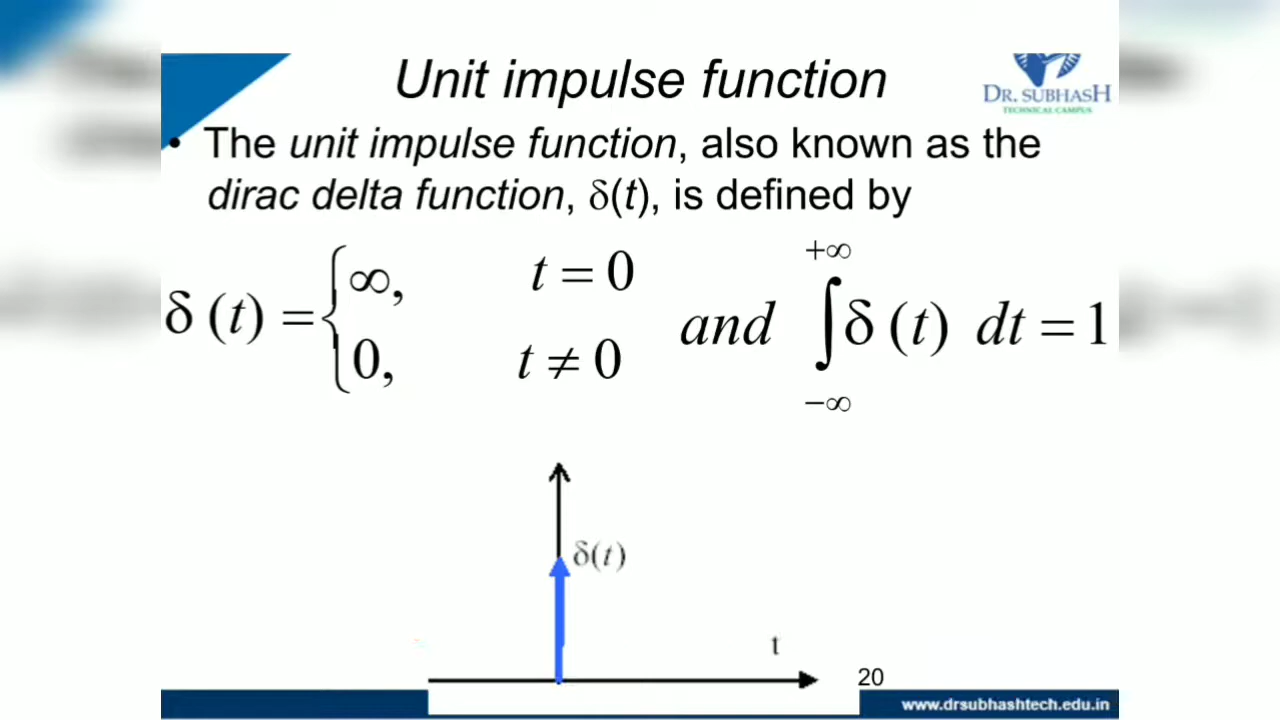 Unit impulse function
DR. SUBHASH
TECHNICAL CAMPUS
• The unit impulse function, also known as the
dirac delta function, δ(t), is defined by
δ (t) = { ∞, t = 0
0, t ≠ 0
and ∫ δ (t) dt = 1
+∞
−∞
δ(t)
t
20
www.drsubhashtech.edu.in